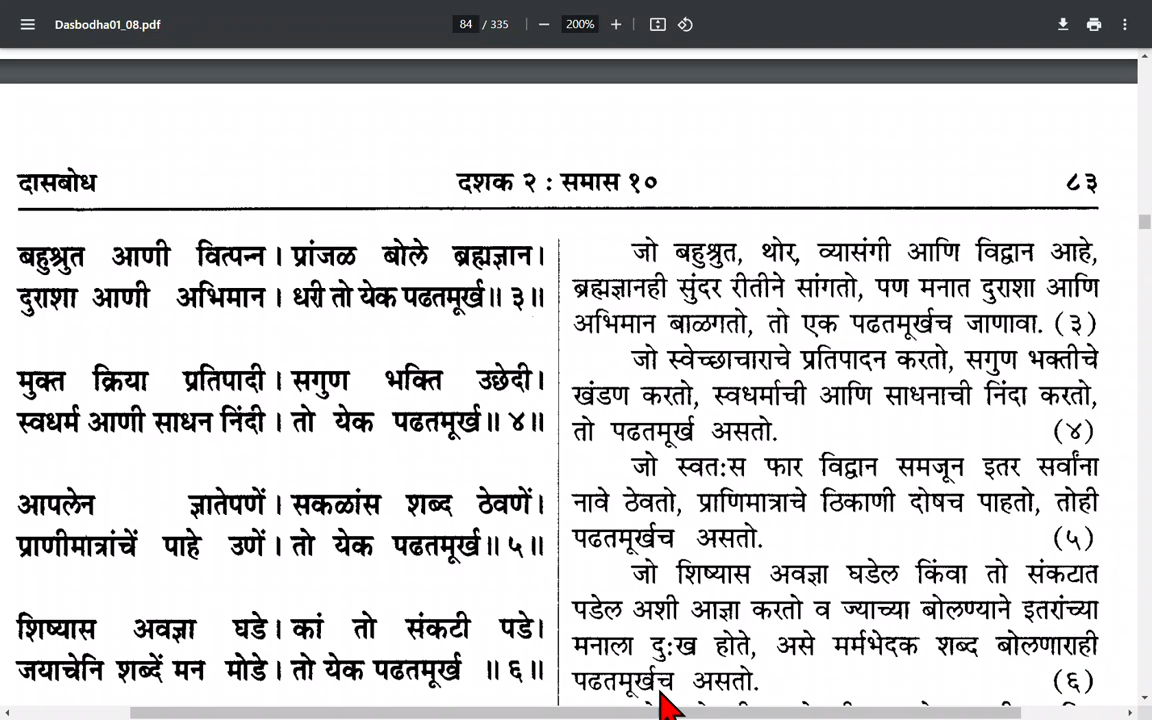 Dasbodha01_08.pdf
84 / 335
200%
दासबोध
दशक २ : समास १०
८३
बहुश्रुत आणी वित्पन्न। प्रांजळ बोले ब्रह्मज्ञान।
दुराशा आणी अभिमान। धरी तो येक पढतमूर्ख॥ ३॥
मुक्त क्रिया प्रतिपादी। सगुण भक्ति उछेदी।
स्वधर्म आणी साधन निंदी। तो येक पढतमूर्ख॥ ४॥
आपलेन ज्ञातेपणें। सकळांस शब्द ठेवणें।
प्राणीमात्रांचें पाहे उणें। तो येक पढतमूर्ख॥ ५॥
शिष्यास अवज्ञा घडे। कां तो संकटी पडे।
जयाचेनि शब्दें मन मोडे। तो येक पढतमूर्ख ॥ ६॥
जो बहुश्रुत, थोर, व्यासंगी आणि विद्वान आहे,
ब्रह्मज्ञानही सुंदर रीतीने सांगतो, पण मनात दुराशा आणि
अभिमान बाळगतो, तो एक पढतमूर्खच जाणावा. (३)
जो स्वेच्छाचाराचे प्रतिपादन करतो, सगुण भक्तीचे
खंडण करतो, स्वधर्माची आणि साधनाची निंदा करतो,
तो पढतमूर्ख असतो. (४)
जो स्वत:स फार विद्वान समजून इतर सर्वांना
नावे ठेवतो, प्राणिमात्राचे ठिकाणी दोषच पाहतो, तोही
पढतमूर्खच असतो. (५)
जो शिष्यास अवज्ञा घडेल किंवा तो संकटात
पडेल अशी आज्ञा करतो व ज्याच्या बोलण्याने इतरांच्या
मनाला दु:ख होते, असे मर्मभेदक शब्द बोलणाराही
पढतमूर्खच असतो. (६)